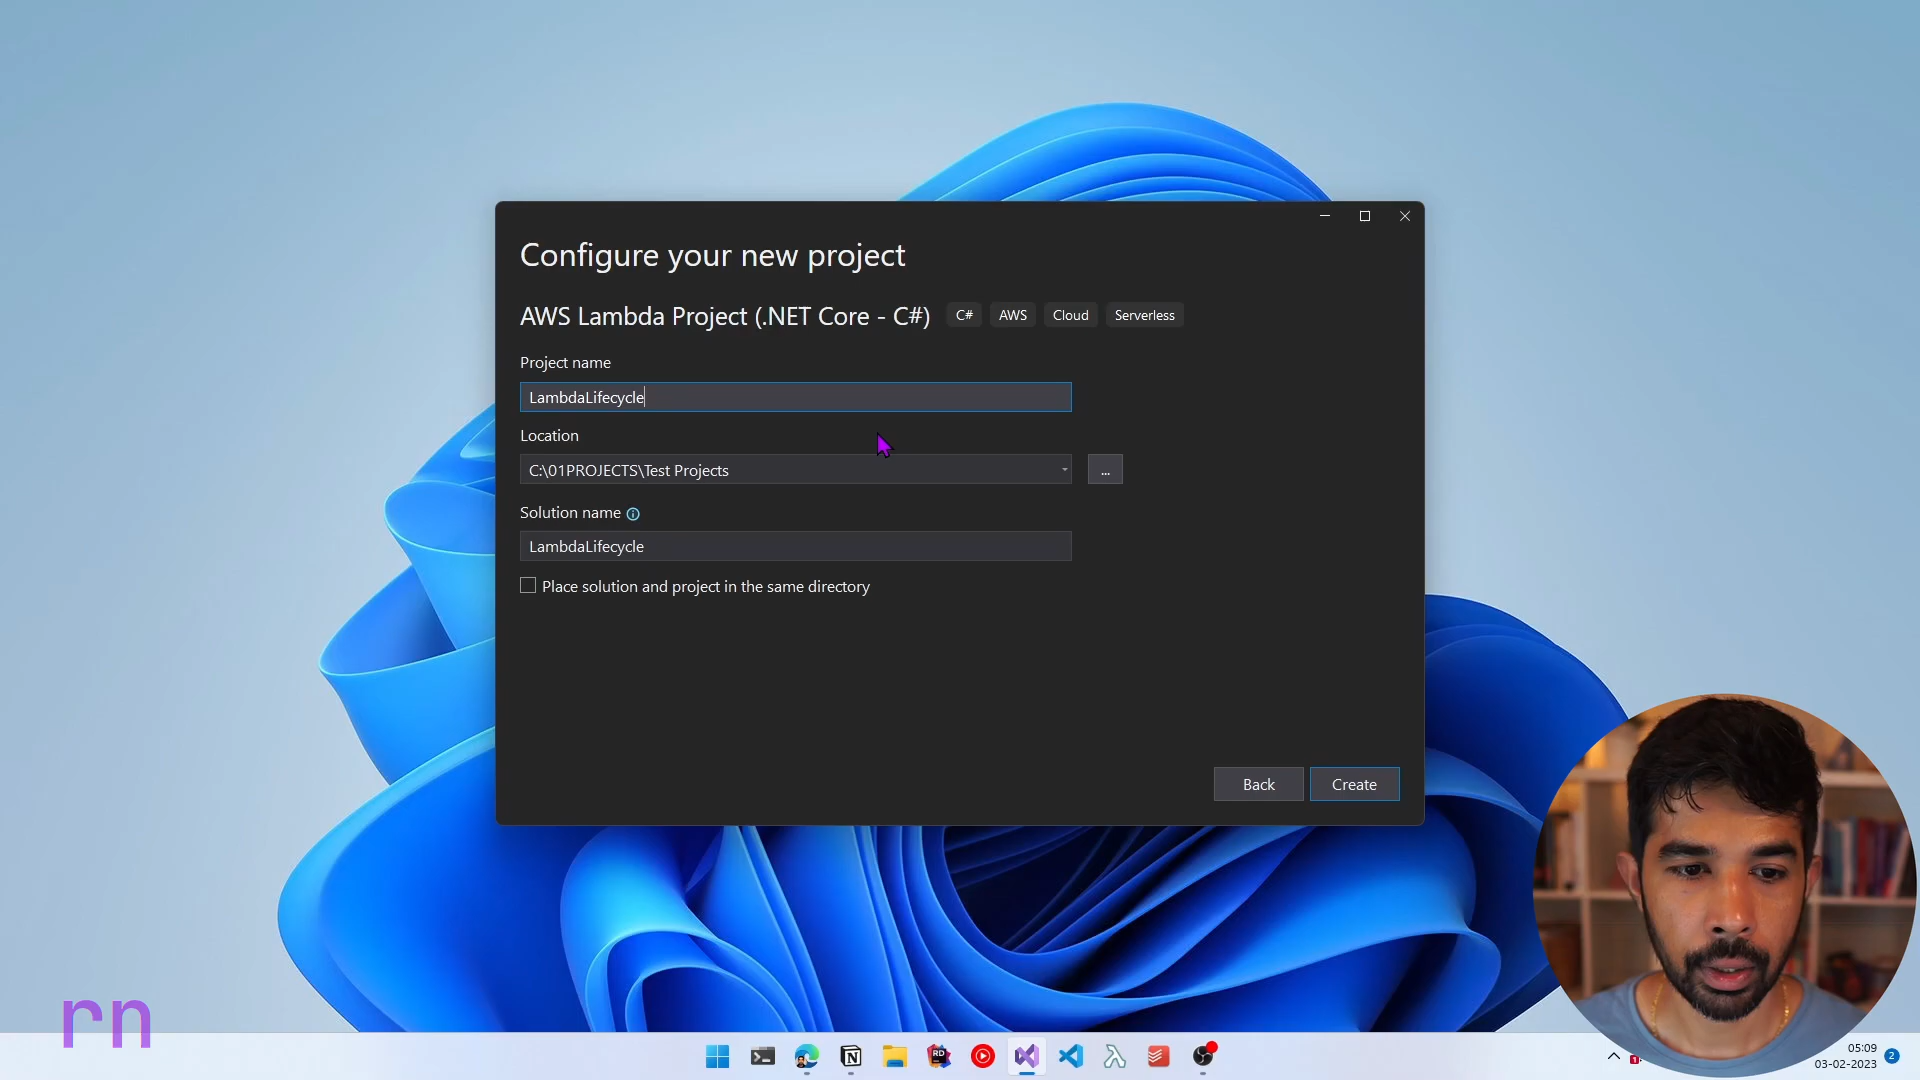 Configure your new project
AWS Lambda Project (.NET Core - C#) C# AWS Cloud Serverless
Project name
LambdaLifecycle
Location
C:\01PROJECTS\Test Projects
...
Solution name
LambdaLifecycle
Place solution and project in the same directory
Back Create
rn
05:09
03-02-2023 2